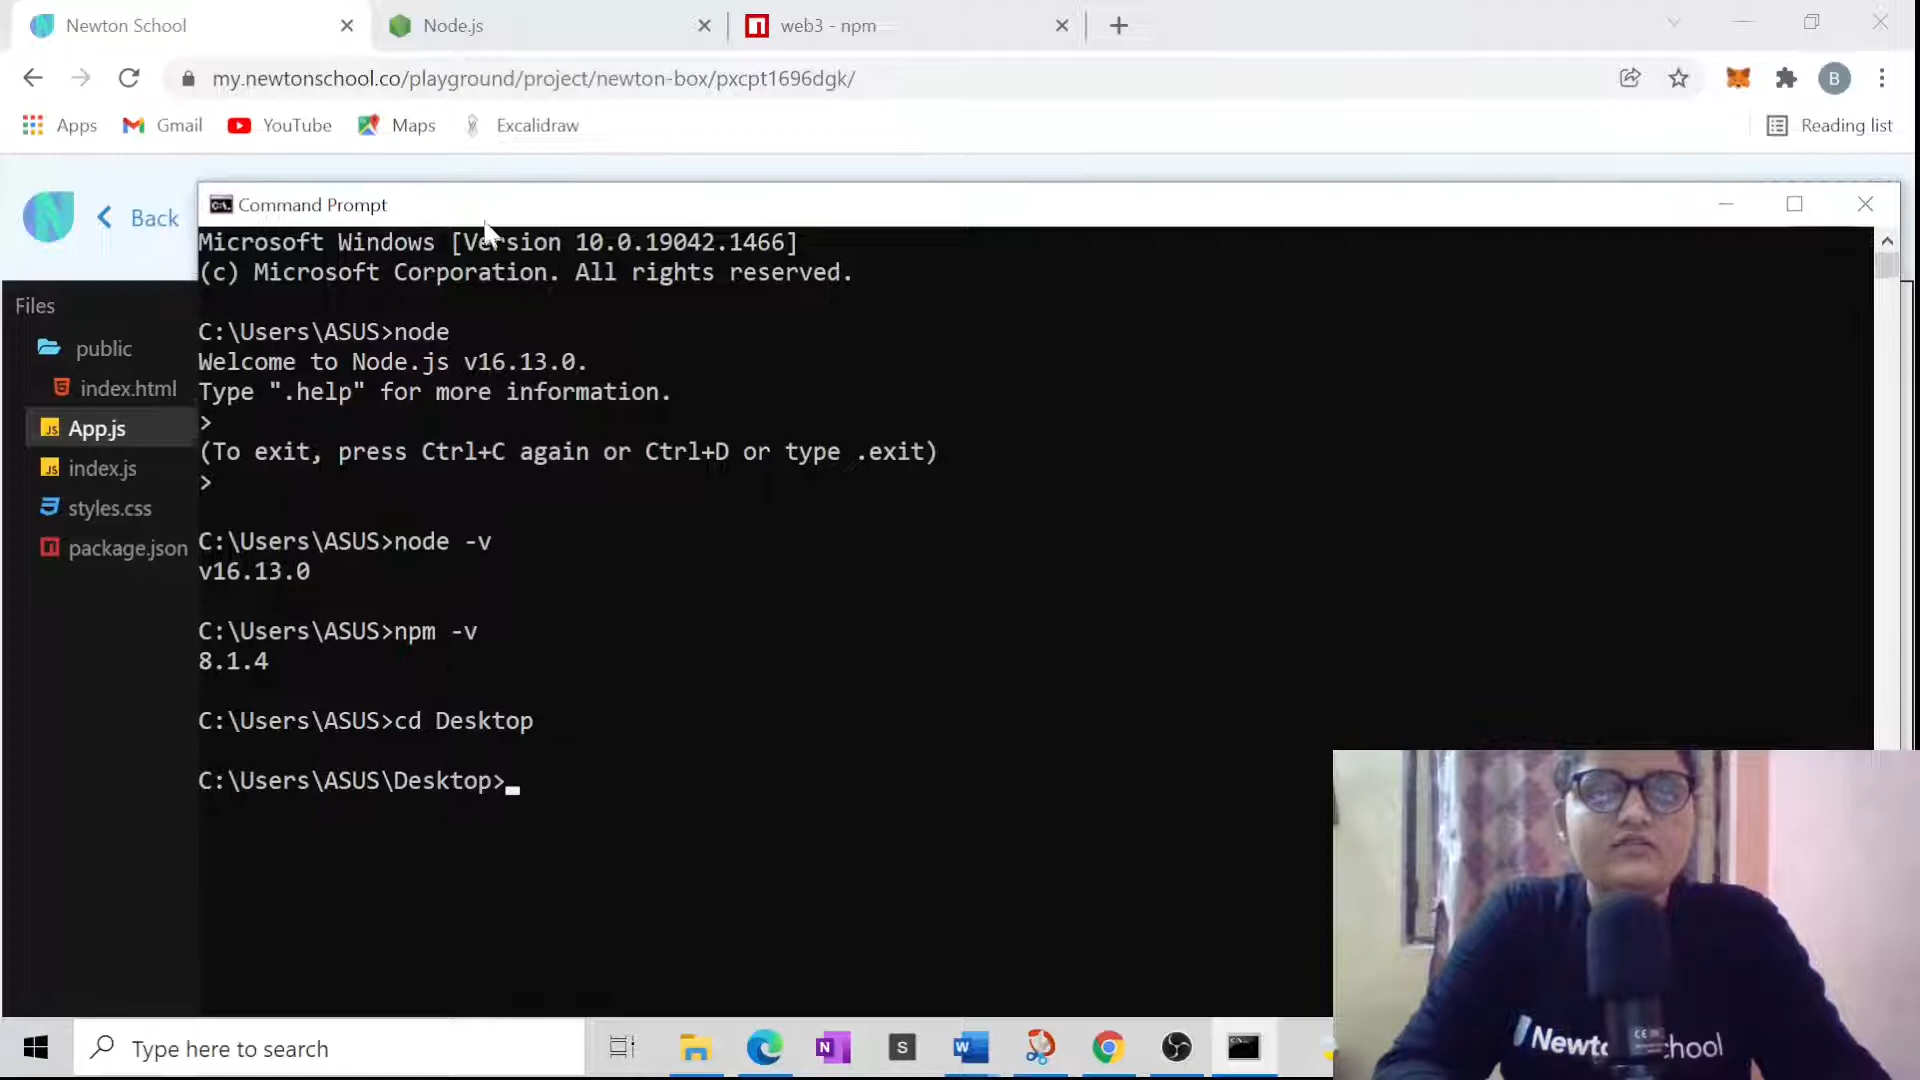 Newton School
Node.js
web3 - npm
my.newtonschool.co/playground/project/newton-box/pxcpt1696dgk/
B
Apps
Gmail
YouTube
Maps
Excalidraw
Reading list
Back
Command Prompt
Microsoft Windows [Version 10.0.19042.1466]
(c) Microsoft Corporation. All rights reserved.
Files
C:\Users\ASUS>node
public
Welcome to Node.js v16.13.0.
index.html
Type ".help" for more information.
App.js
>
(To exit, press Ctrl+C again or Ctrl+D or type .exit)
index.js
>
styles.css
C:\Users\ASUS>node -v
package.json
v16.13.0
C:\Users\ASUS>npm -v
8.1.4
C:\Users\ASUS>cd Desktop
C:\Users\ASUS\Desktop>
Type here to search